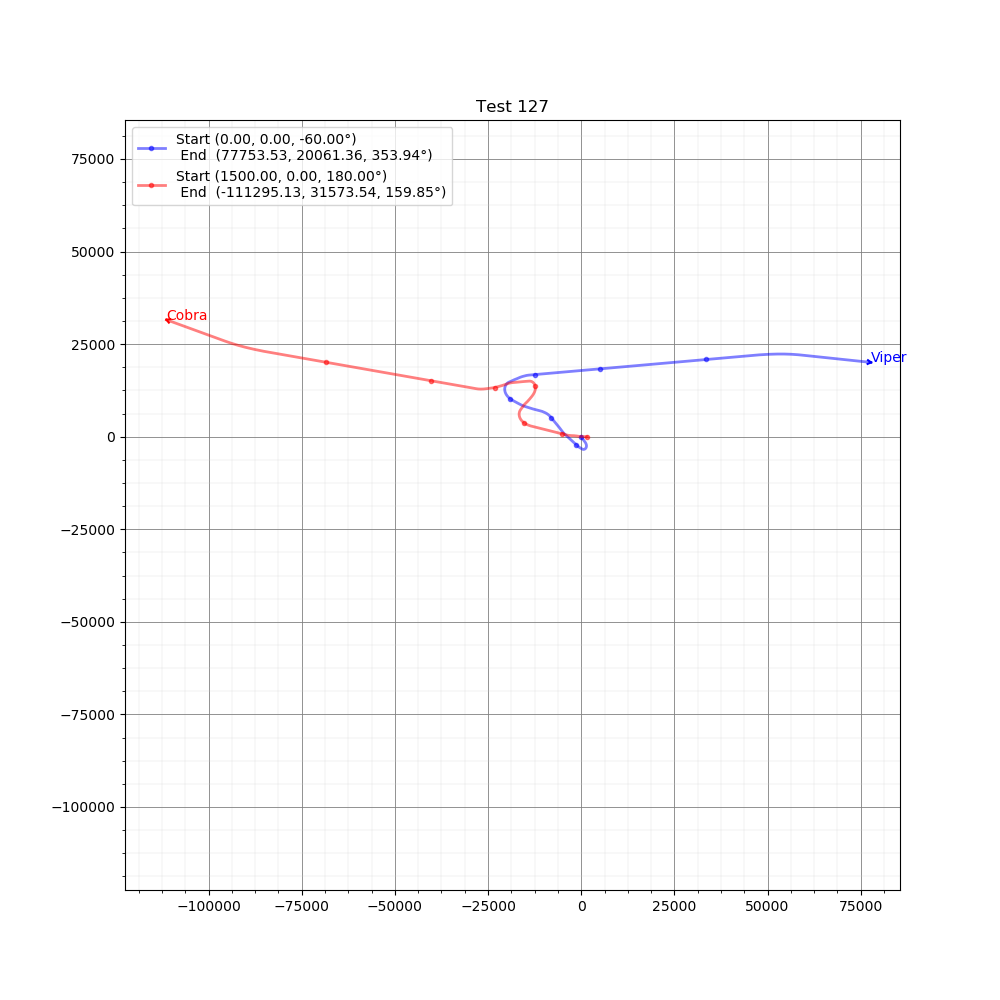 Test 127
Start (0.00, 0.00, -60.00°)
End  (77753.53, 20061.36, 353.94°)
Start (1500.00, 0.00, 180.00°)
End  (-111295.13, 31573.54, 159.85°)
75000
50000
25000
0
−25000
−50000
−75000
−100000
Cobra
Viper
−100000 −75000 −50000 −25000 0 25000 50000 75000